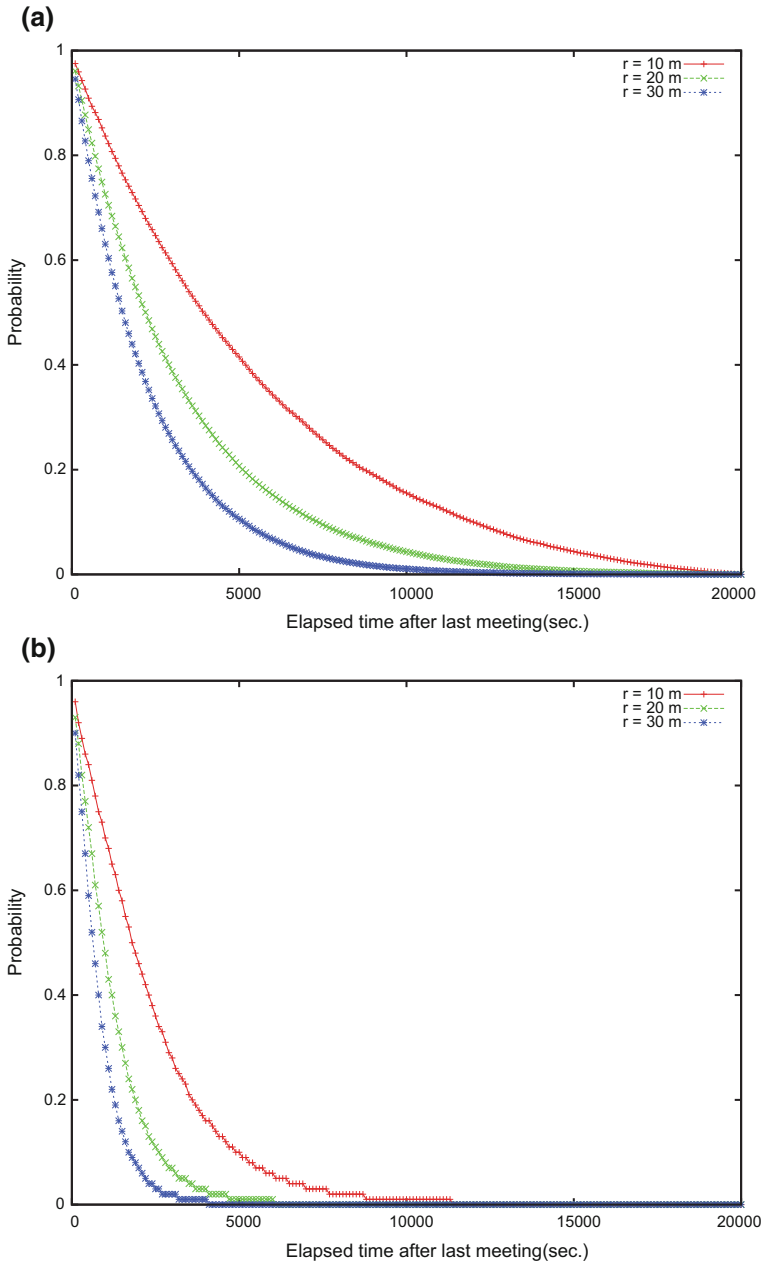 (a)
1
0.8
0.6
0.4
0.2
0
Probability
r = 10 m
r = 20 m
r = 30 m
0 5000 10000 15000 20000
Elapsed time after last meeting(sec.)
(b)
1
0.8
0.6
0.4
0.2
0
Probability
r = 10 m
r = 20 m
r = 30 m
0 5000 10000 15000 20000
Elapsed time after last meeting(sec.)